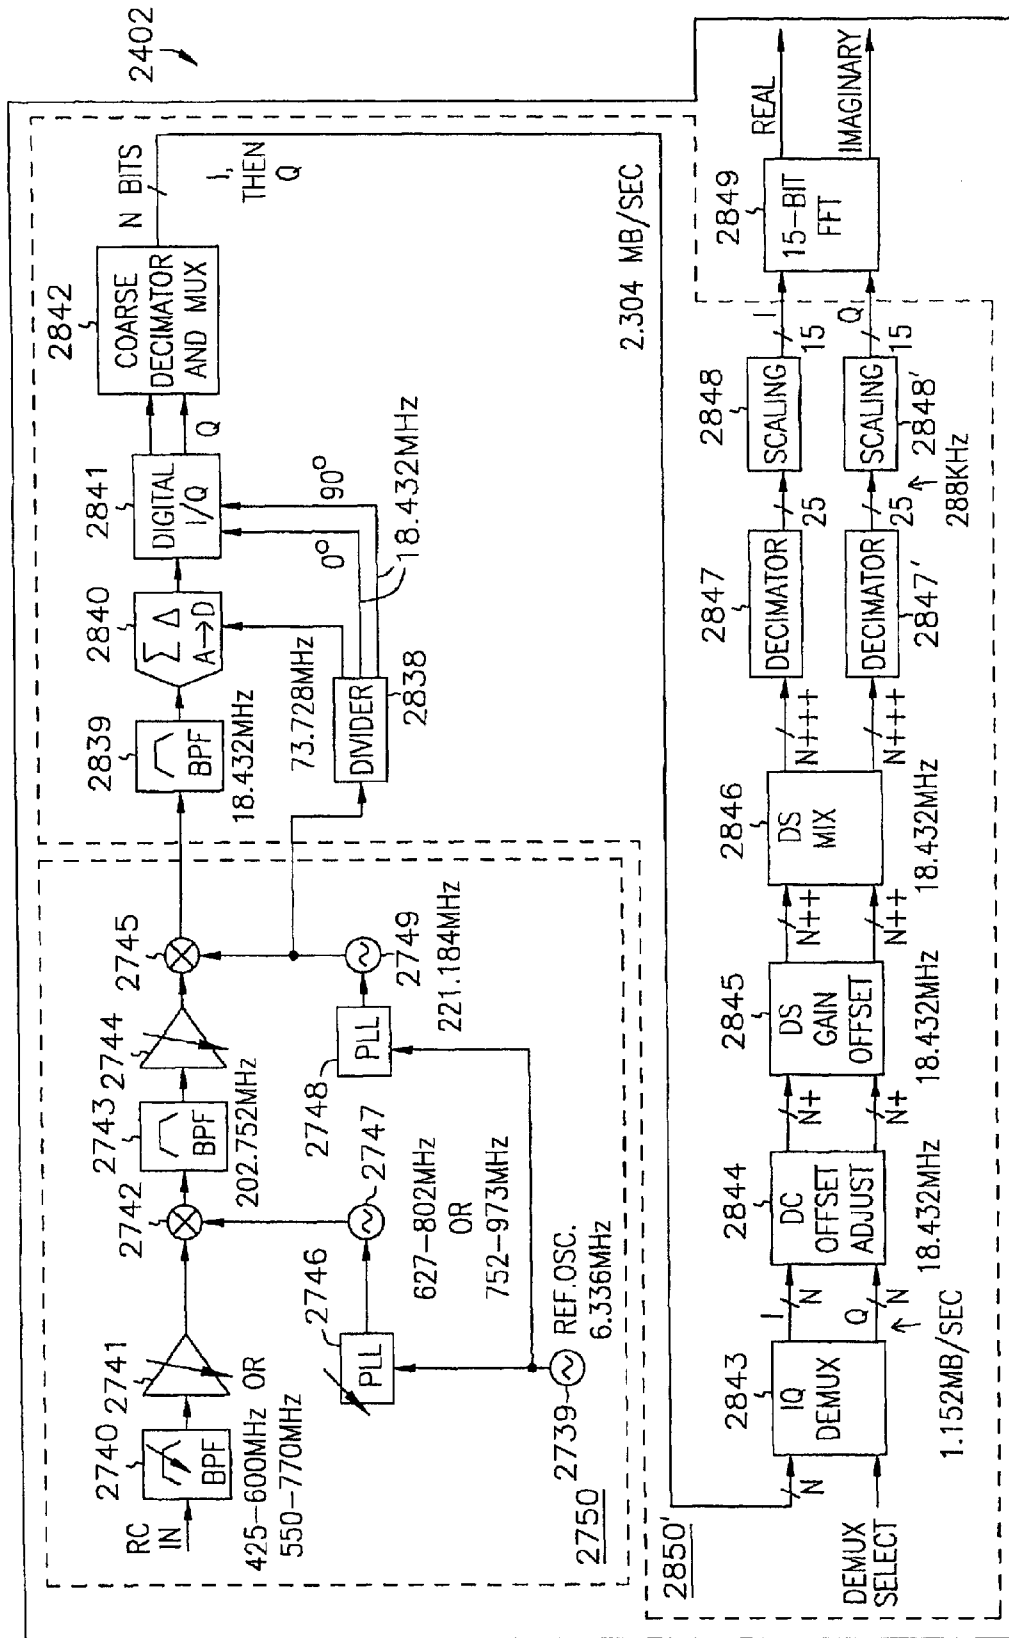 2402
RC
IN
2740
BPF
425-600MHz OR
550-770MHz
2741
2742
2743
BPF
202.752MHz
2744
2745
2746
PLL
2747
627-802MHz
OR
752-973MHz
2748
PLL
2749
221.184MHz
2739
REF.OSC.
6.336MHz
2750
2839
BPF
18.432MHz
2840
Σ Δ
A→D
73.728MHz
DIVIDER
2838
2841
DIGITAL
I/Q
0°
90°
18.432MHz
Q
2842
COARSE
DECIMATOR
AND MUX
N BITS
I,
THEN
Q
2.304 MB/SEC
2850'
DEMUX
SELECT
N
2843
IQ
DEMUX
1.152MB/SEC
I
N
Q
N
2844
DC
OFFSET
ADJUST
18.432MHz
N+
N+
2845
DS
GAIN
OFFSET
18.432MHz
N++
N++
2846
DS
MIX
18.432MHz
N+++
N+++
2847
DECIMATOR
DECIMATOR
2847'
25
25
288KHz
2848
SCALING
SCALING
2848'
I
15
Q
15
2849
15-BIT
FFT
REAL
IMAGINARY